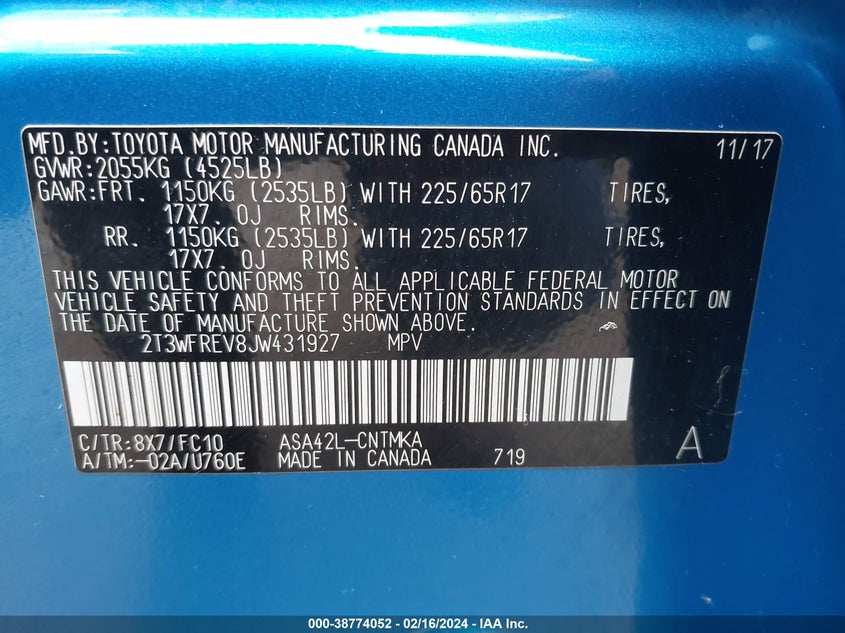 MFD.BY:TOYOTA MOTOR MANUFACTURING CANADA INC. 11/17
GVWR:2055KG (4525LB)
GAWR:FRT. 1150KG (2535LB) WITH 225/65R17 TIRES,
17X7.0J RIMS.
RR. 1150KG (2535LB) WITH 225/65R17 TIRES,
17X7.0J RIMS.
THIS VEHICLE CONFORMS TO ALL APPLICABLE FEDERAL MOTOR
VEHICLE SAFETY AND THEFT PREVENTION STANDARDS IN EFFECT ON
THE DATE OF MANUFACTURE SHOWN ABOVE.
2T3WFREV8JW431927 MPV
C/TR:8X7/FC10 ASA42L-CNTMKA A
A/TM:-02A/U760E MADE IN CANADA 719
000-38774052 - 02/16/2024 - IAA Inc.